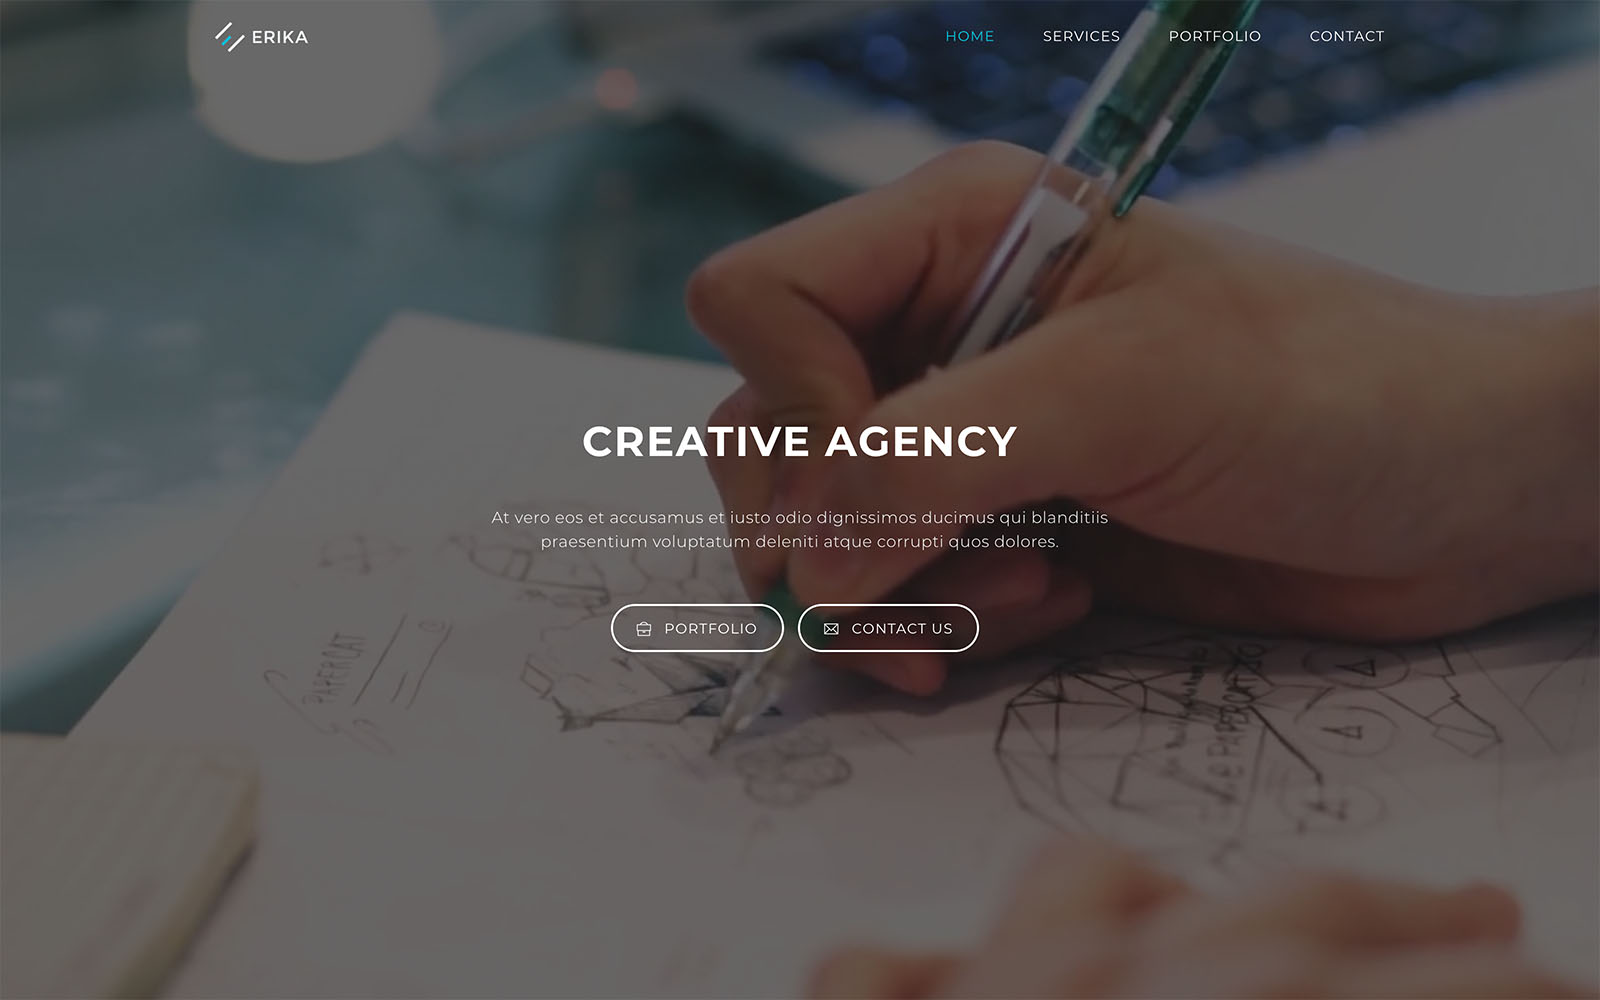 ERIKA
HOME
SERVICES
PORTFOLIO
CONTACT
CREATIVE AGENCY
At vero eos et accusamus et iusto odio dignissimos ducimus qui blanditiis
praesentium voluptatum deleniti atque corrupti quos dolores.
PORTFOLIO
CONTACT US
PAPERCAT